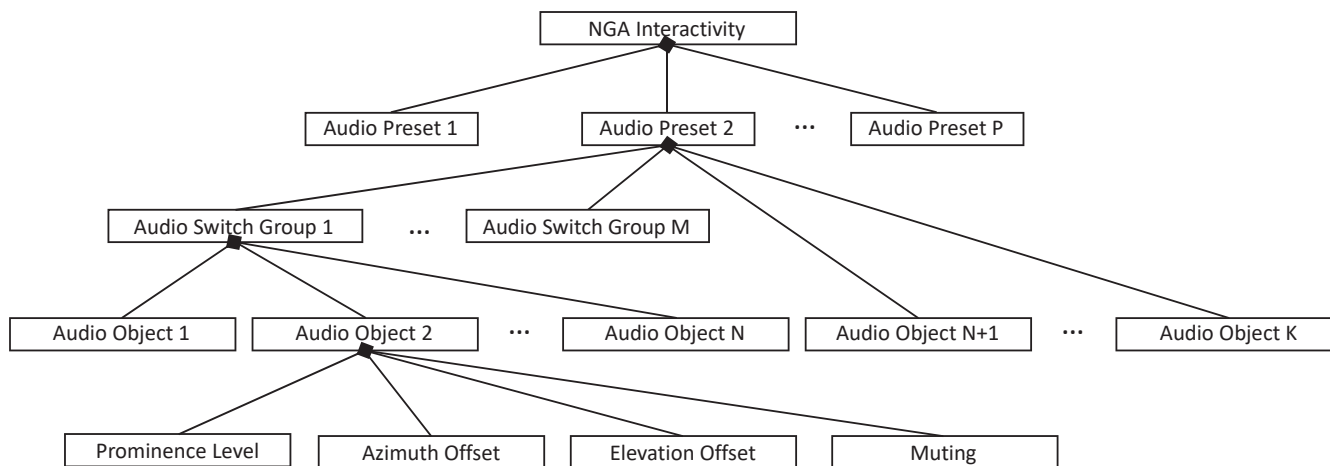 NGA Interactivity
Audio Preset 1
Audio Preset 2
...
Audio Preset P
Audio Switch Group 1
...
Audio Switch Group M
Audio Object 1
Audio Object 2
...
Audio Object N
Audio Object N+1
...
Audio Object K
Prominence Level
Azimuth Offset
Elevation Offset
Muting